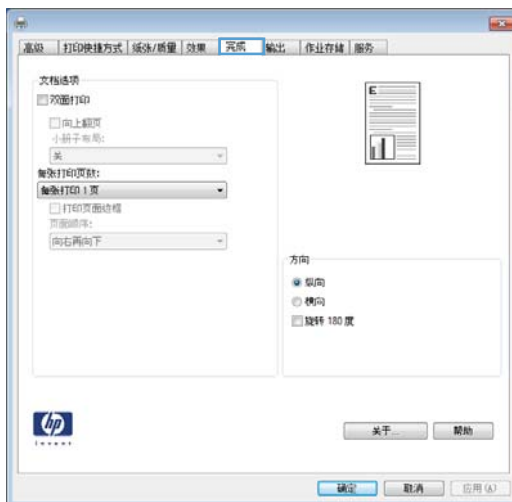 高级 打印快捷方式 纸张/质量 效果 完成 输出 作业存储 服务
文档选项
双面打印
向上翻页
小册子布局:
关
每张打印页数:
每张打印 1 页
打印页面边框
页面顺序:
向右再向下
E
方向
纵向
横向
旋转 180 度
hp
invent
关于... 帮助
确定 取消 应用 (A)